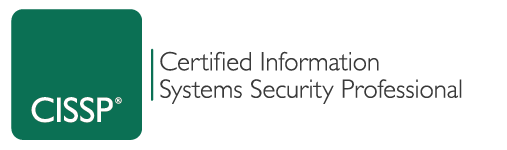 CISSP®
Certified Information
Systems Security Professional